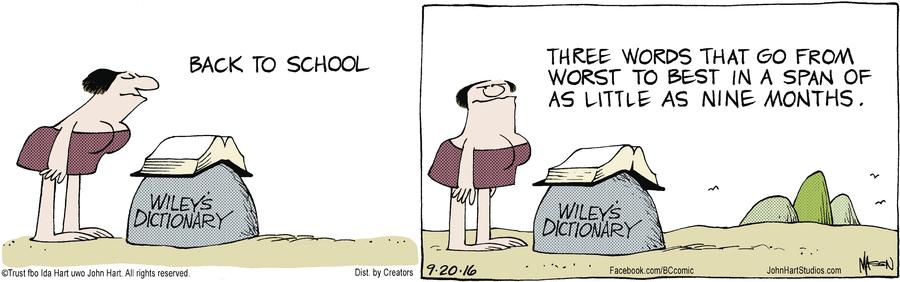 BACK TO SCHOOL
WILEY'S
DICTIONARY
©Trust fbo Ida Hart uwo John Hart. All rights reserved.
Dist. by Creators
THREE WORDS THAT GO FROM
WORST TO BEST IN A SPAN OF
AS LITTLE AS NINE MONTHS.
WILEY'S
DICTIONARY
9·20·16
Facebook.com/BCcomic
JohnHartStudios.com